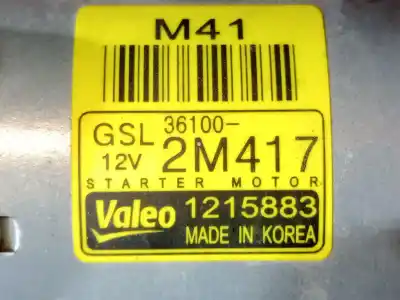 M41
GSL 36100-
12V 2M417
STARTER MOTOR
Valeo 1215883
MADE IN KOREA